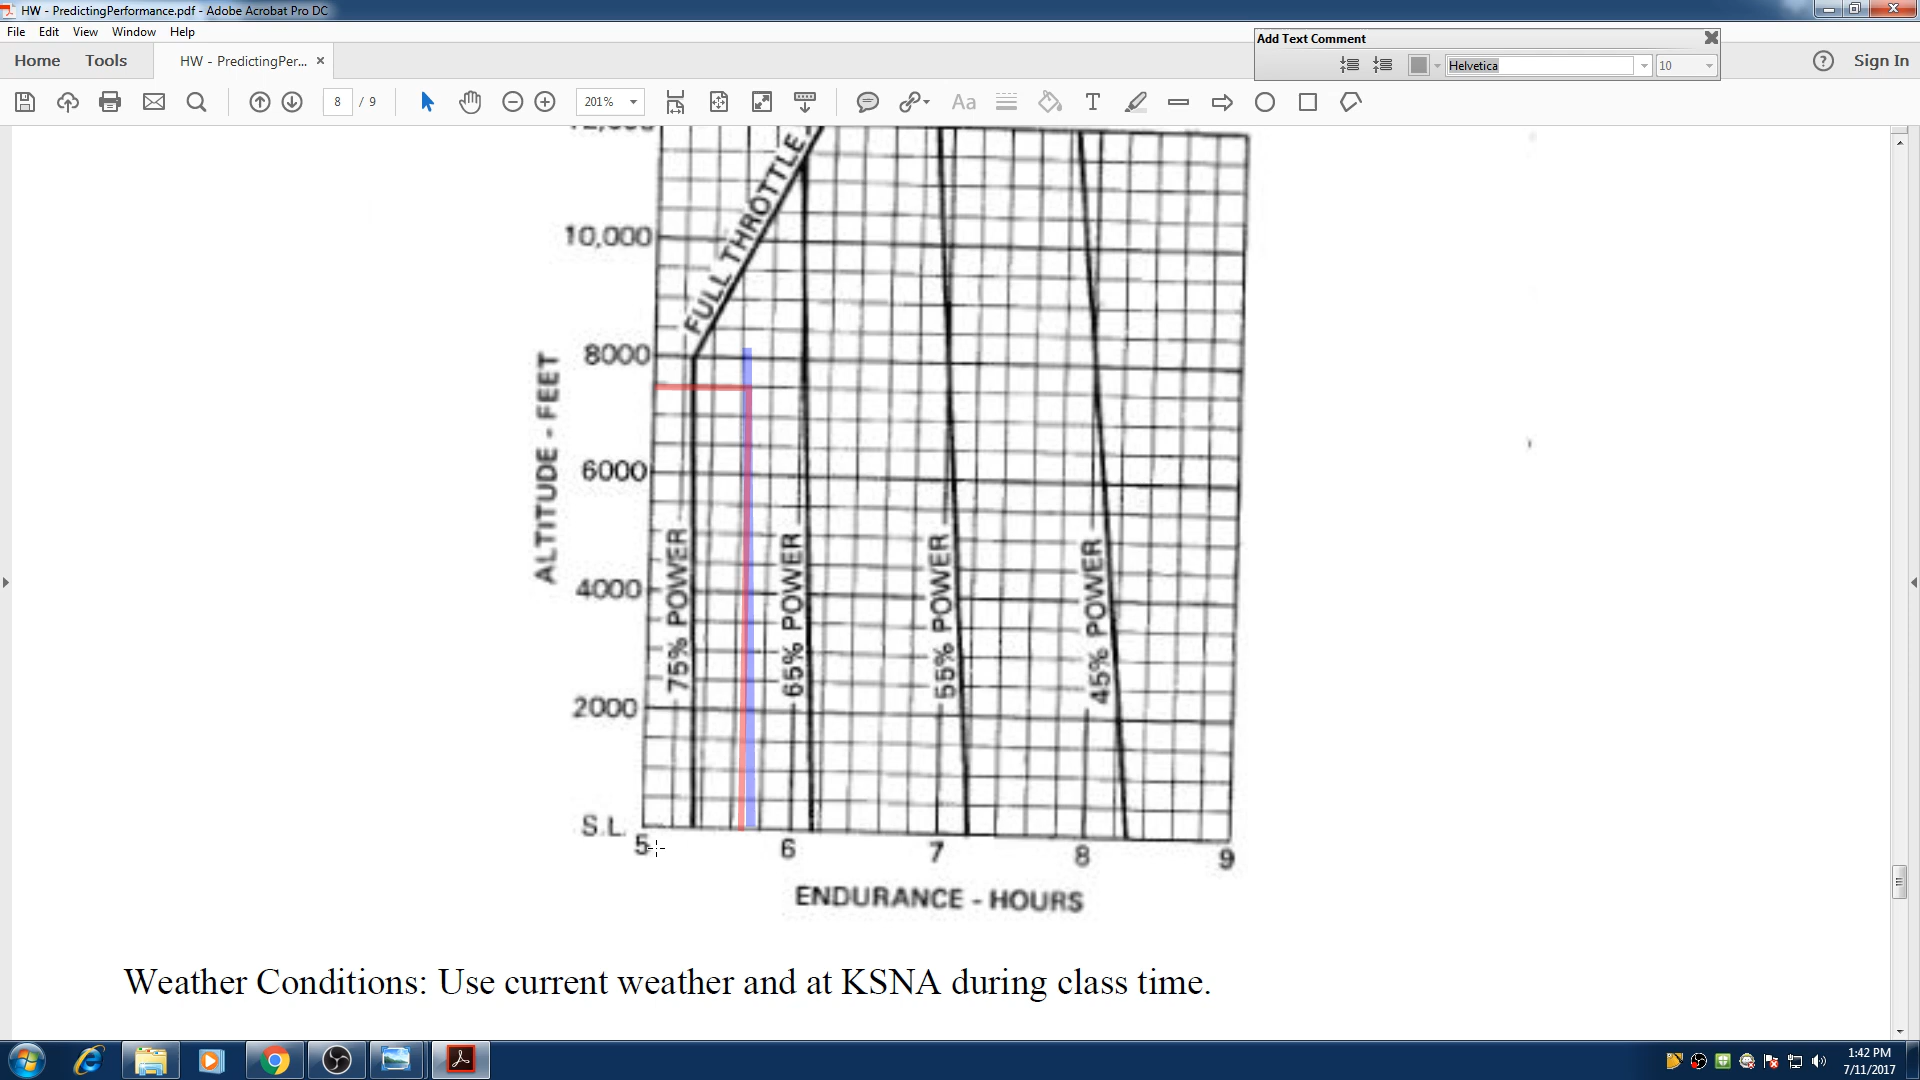 HW - PredictingPerformance.pdf - Adobe Acrobat Pro DC
File Edit View Window Help
Add Text Comment
Home Tools HW - PredictingPer... × Helvetica 10 Sign In
8 / 9 201%
FULL THROTTLE
10,000
8000
6000
4000
2000
S.L.
ALTITUDE - FEET
75% POWER
65% POWER
55% POWER
45% POWER
5 6 7 8 9
ENDURANCE - HOURS
Weather Conditions: Use current weather and at KSNA during class time.
1:42 PM
7/11/2017